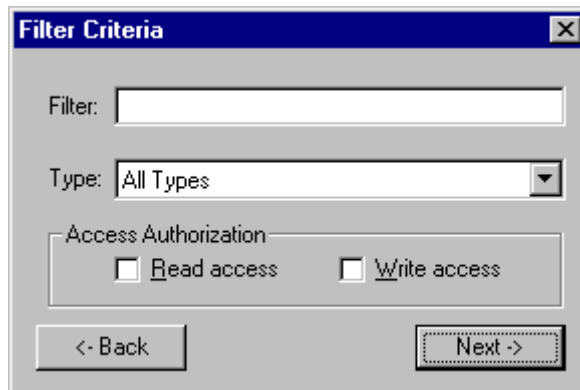 Filter Criteria
Filter:
Type: All Types
Access Authorization
Read access Write access
<- Back Next ->